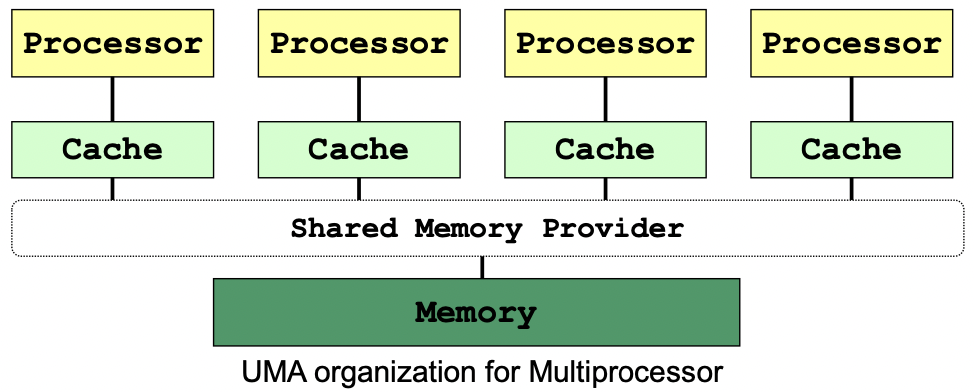 Processor Processor Processor Processor
Cache Cache Cache Cache
Shared Memory Provider
Memory
UMA organization for Multiprocessor